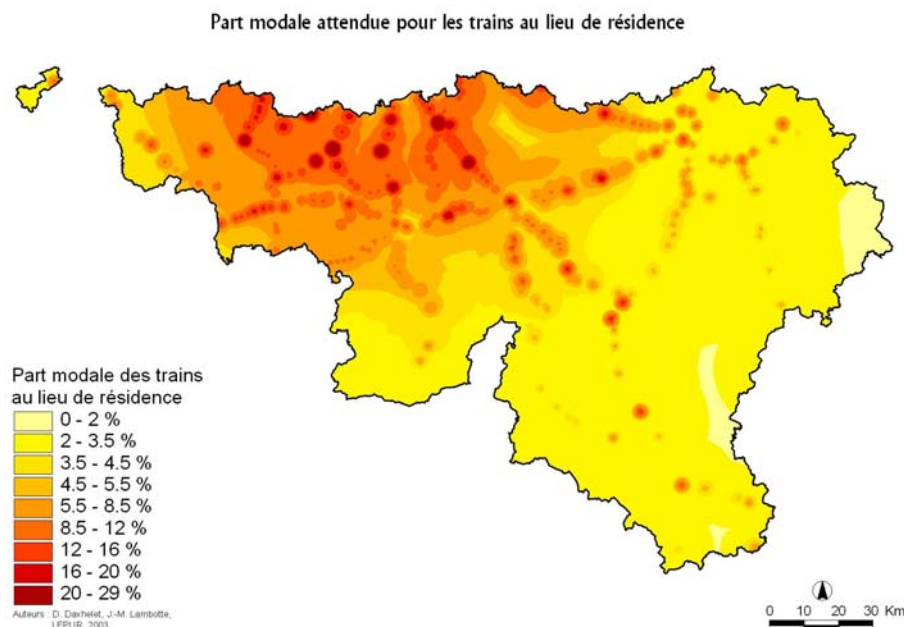 Part modale attendue pour les trains au lieu de résidence
Part modale des trains
au lieu de résidence
0 - 2 %
2 - 3.5 %
3.5 - 4.5 %
4.5 - 5.5 %
5.5 - 8.5 %
8.5 - 12 %
12 - 16 %
16 - 20 %
20 - 29 %
Auteurs : D. Daxhelet, J.-M. Lambotte,
LEPUR, 2003
0 10 20 30 Km